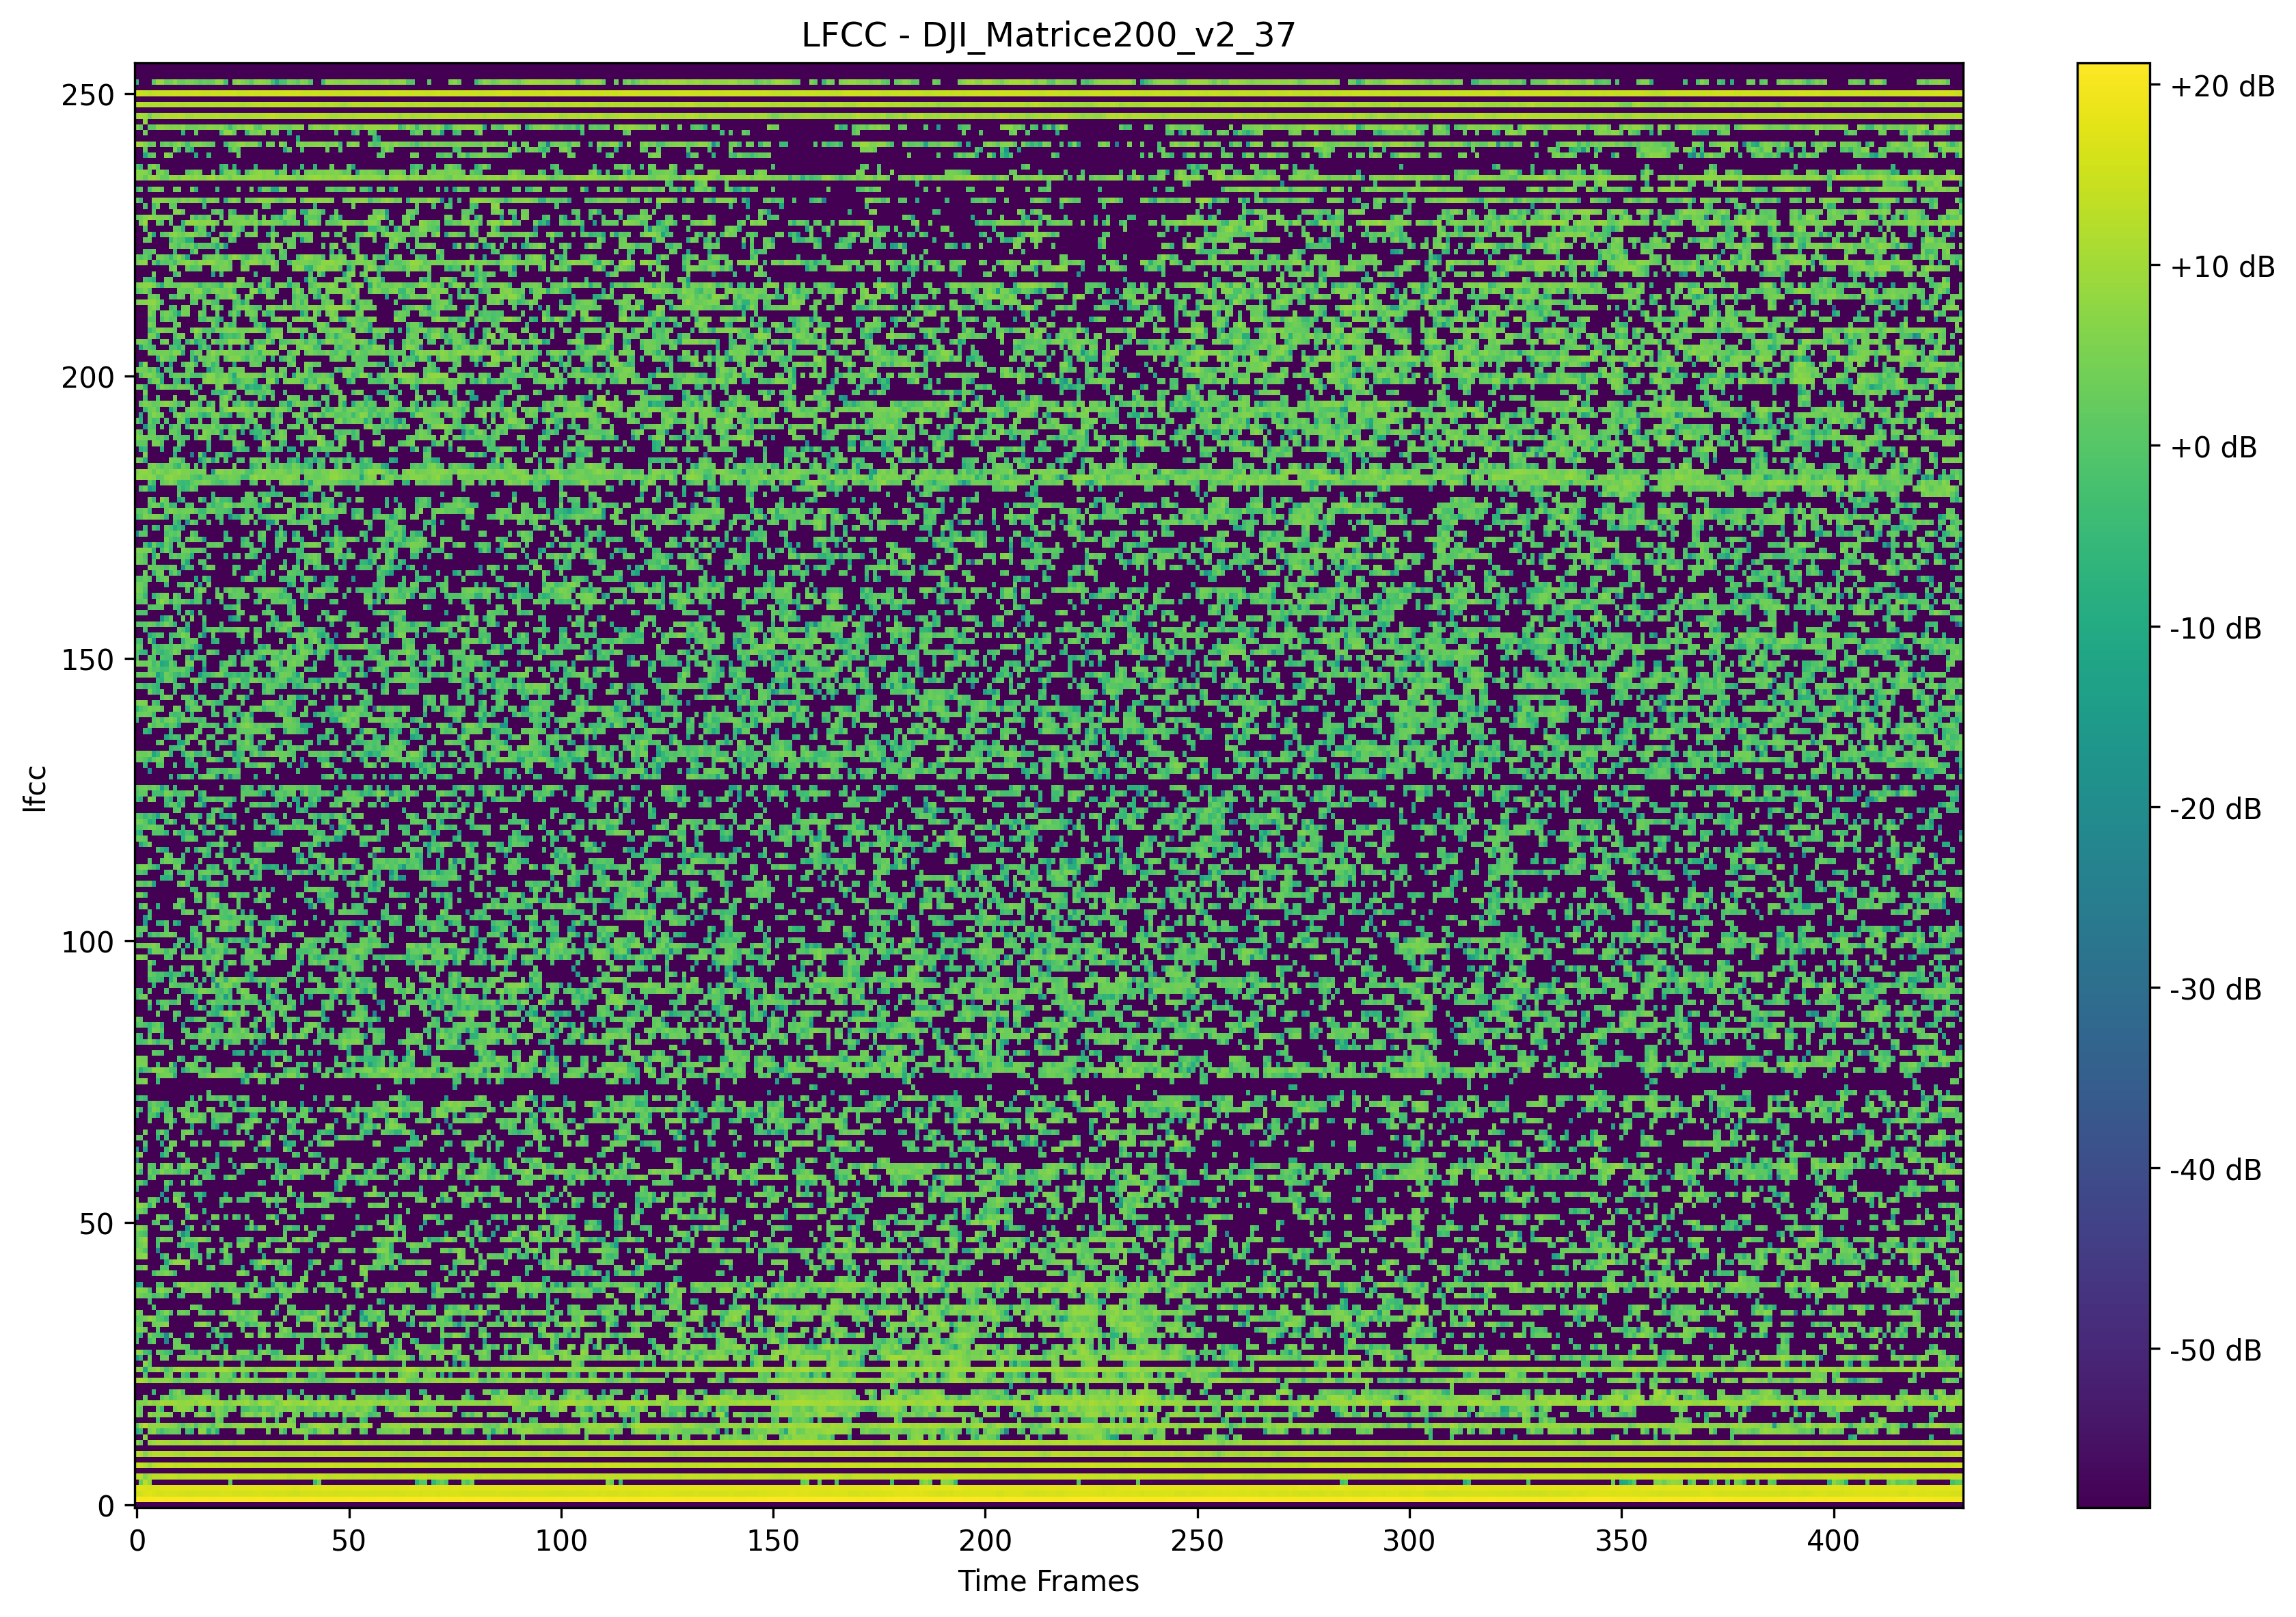 LFCC - DJI_Matrice200_v2_37
250
200
150
100
50
0
lfcc
0 50 100 150 200 250 300 350 400
Time Frames
+20 dB
+10 dB
+0 dB
-10 dB
-20 dB
-30 dB
-40 dB
-50 dB